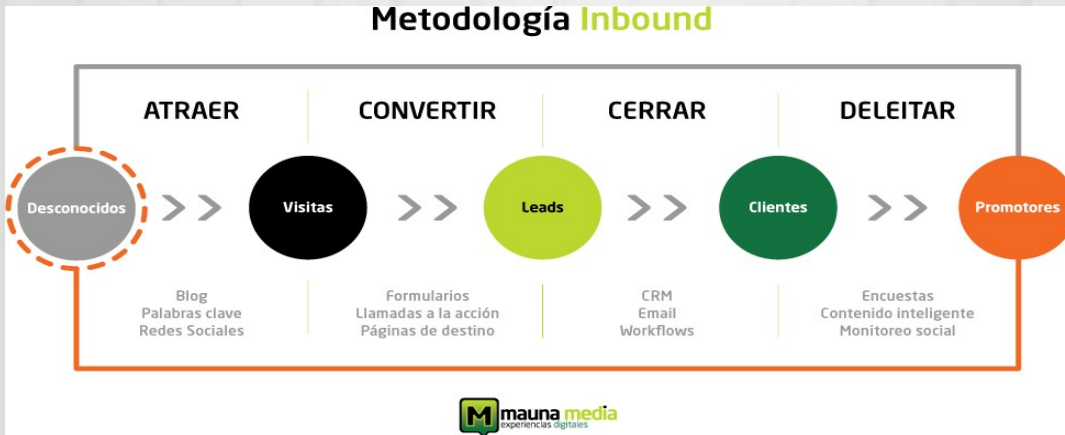 Metodología Inbound
ATRAER
CONVERTIR
CERRAR
DELEITAR
Desconocidos
Visitas
Leads
Clientes
Promotores
Blog
Palabras clave
Redes Sociales
Formularios
Llamadas a la acción
Páginas de destino
CRM
Email
Workflows
Encuestas
Contenido inteligente
Monitoreo social
M mauna media
experiencias digitales